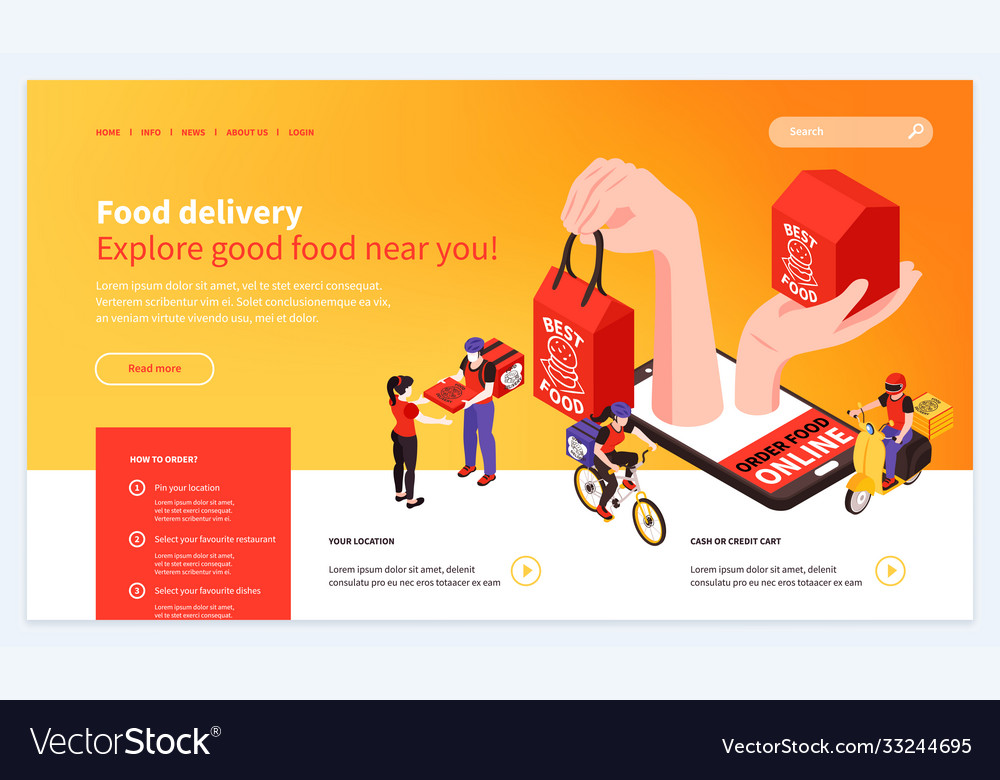 HOME | INFO | NEWS | ABOUT US | LOGIN
Search
Food delivery
Explore good food near you!
Lorem ipsum dolor sit amet, vel te stet exerci consequat.
Verterem scribentur vim ei. Solet conclusionemque ea vix,
an veniam virtute vivendo usu, mei et dolor.
Read more
BEST
FOOD
BEST
FOOD
ORDER FOOD
ONLINE
HOW TO ORDER?
1 Pin your location
Lorem ipsum dolor sit amet,
vel te stet exerci consequat.
Verterem scribentur vim ei.
2 Select your favourite restaurant
Lorem ipsum dolor sit amet,
vel te stet exerci consequat.
Verterem scribentur vim ei.
3 Select your favourite dishes
Lorem ipsum dolor sit amet,
vel te stet exerci consequat.
YOUR LOCATION
Lorem ipsum dolor sit amet, delenit
consulatu pro eu nec eros totaacer ex eam
CASH OR CREDIT CART
Lorem ipsum dolor sit amet, delenit
consulatu pro eu nec eros totaacer ex eam
VectorStock®
VectorStock.com/33244695